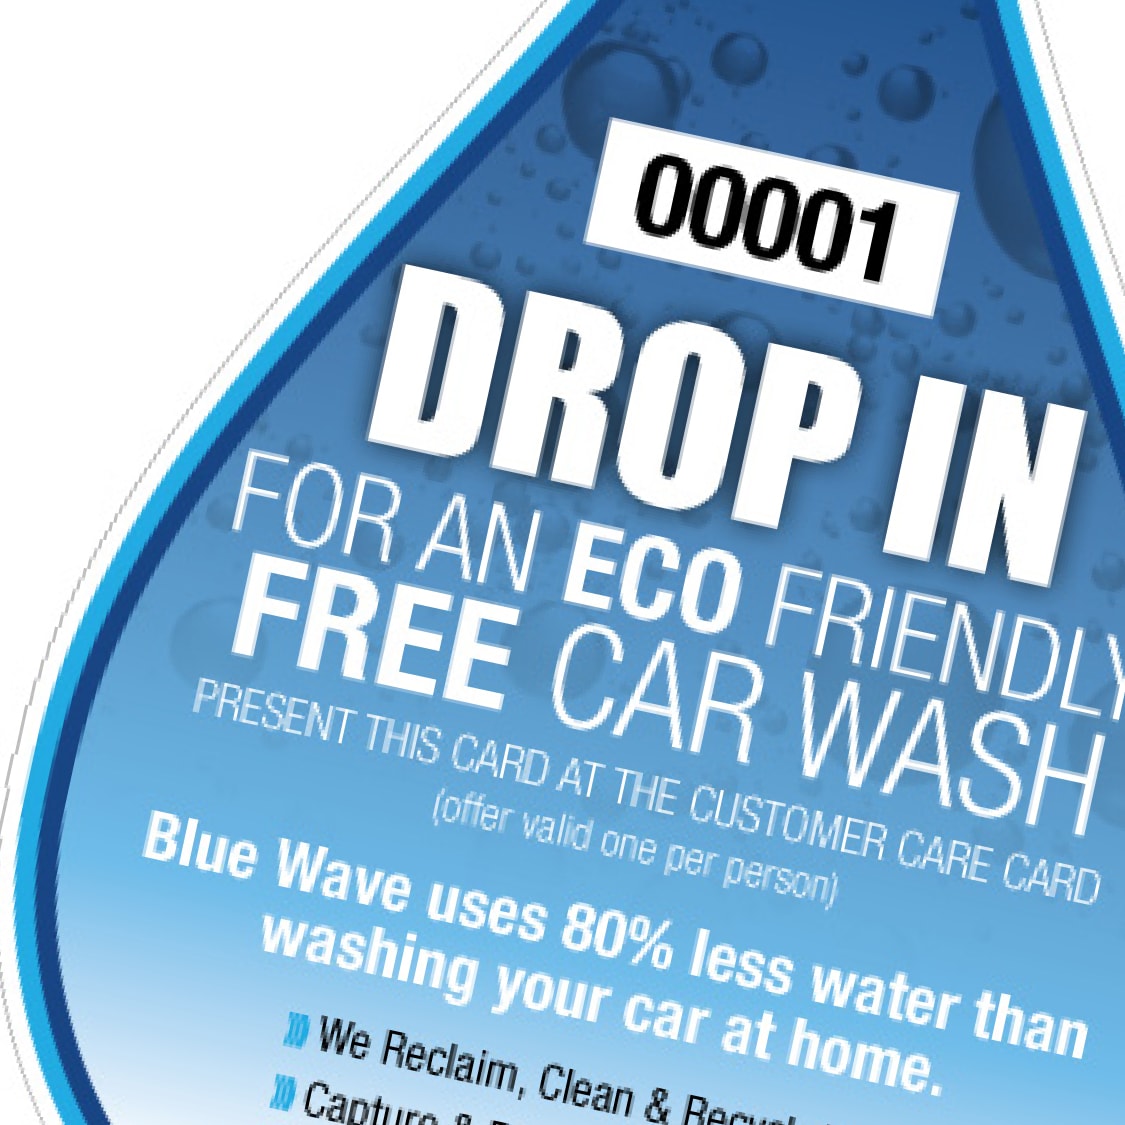 00001
DROP IN
FOR AN ECO FRIENDLY
FREE CAR WASH
PRESENT THIS CARD AT THE CUSTOMER CARE CARD
(offer valid one per person)
Blue Wave uses 80% less water than
washing your car at home.
We Reclaim, Clean &
Capture &